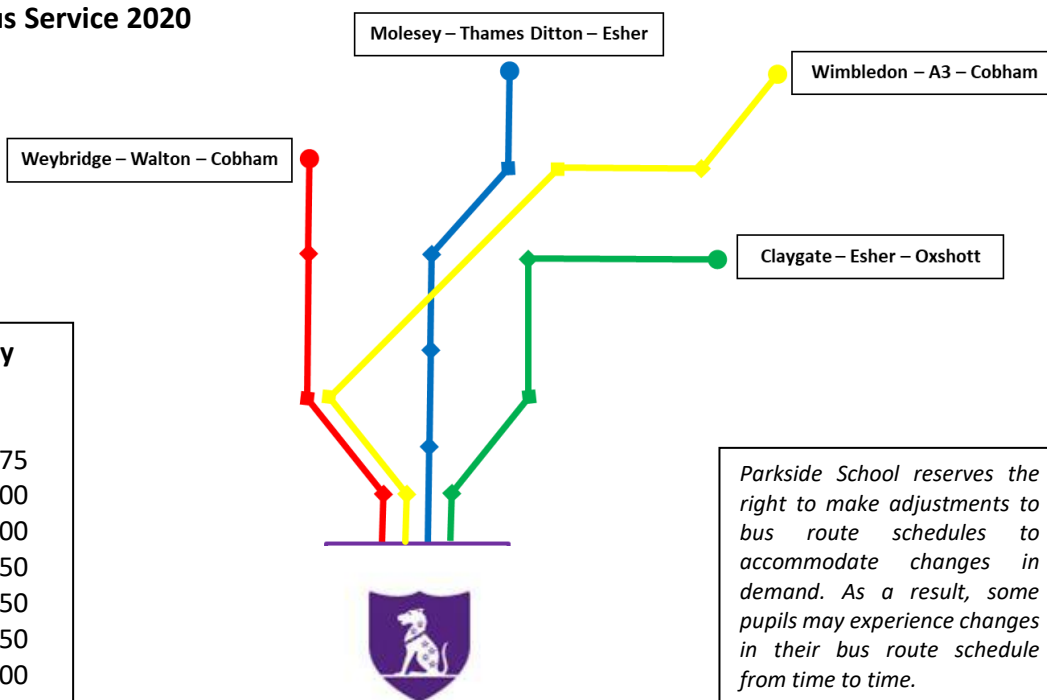 us Service 2020
Molesey – Thames Ditton – Esher
Wimbledon – A3 – Cobham
Weybridge – Walton – Cobham
Claygate – Esher – Oxshott
y
75
00
00
50
50
50
00
Parkside School reserves the
right to make adjustments to
bus route schedules to
accommodate changes in
demand. As a result, some
pupils may experience changes
in their bus route schedule
from time to time.